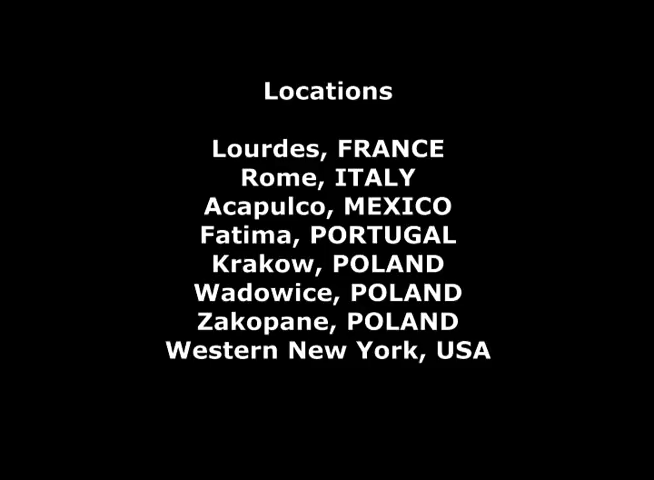 Locations
Lourdes, FRANCE
Rome, ITALY
Acapulco, MEXICO
Fatima, PORTUGAL
Krakow, POLAND
Wadowice, POLAND
Zakopane, POLAND
Western New York, USA